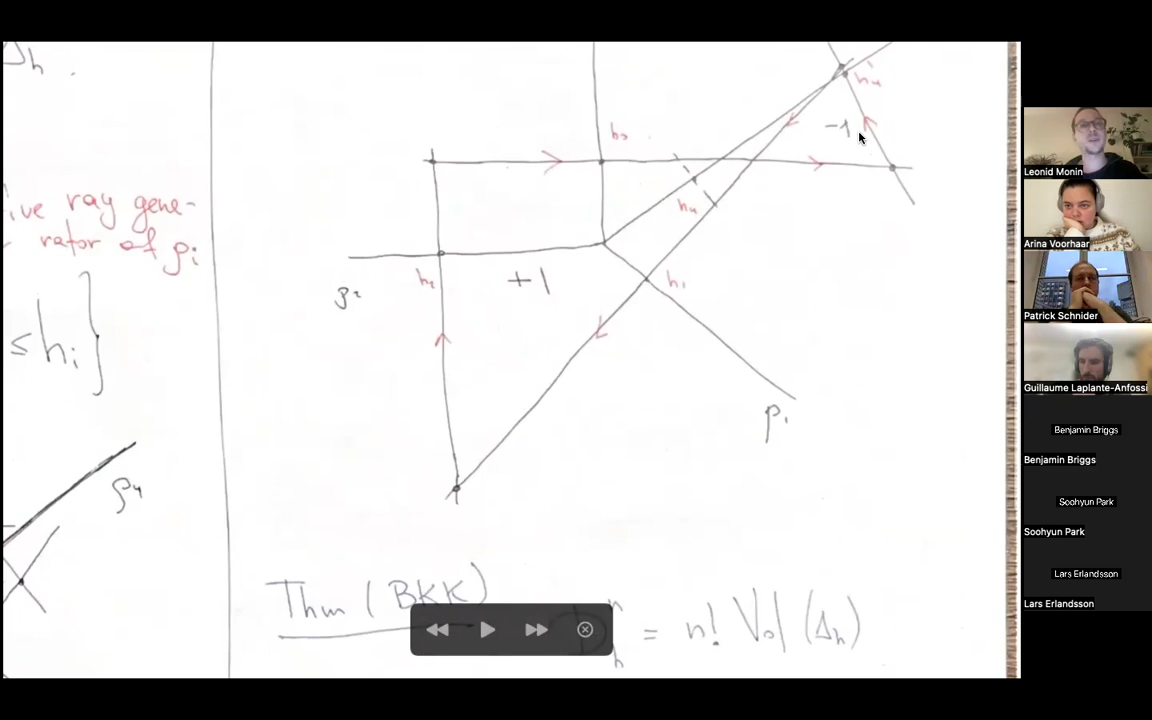 Δh .
ive ray gene-
rator of ρi
≤ hi }
ρ4
h3
h4'
-1
h4
h2
+1
h1
ρ2
ρ1
Thm (BKK)
n
h
= n! Vol (Δh)
Leonid Monin
Arina Voorhaar
Patrick Schnider
Guillaume Laplante-Anfossi
Benjamin Briggs
Benjamin Briggs
Soohyun Park
Soohyun Park
Lars Erlandsson
Lars Erlandsson